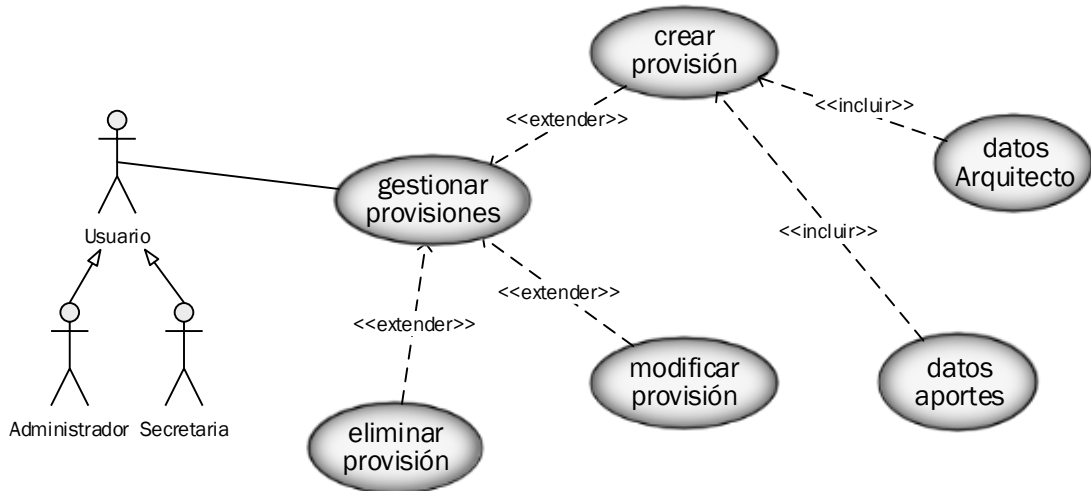 crear
provisión
<<incluir>>
<<extender>>
datos
Arquitecto
gestionar
provisiones
Usuario
<<incluir>>
<<extender>>
<<extender>>
modificar
provisión
datos
aportes
Administrador Secretaria
eliminar
provisión